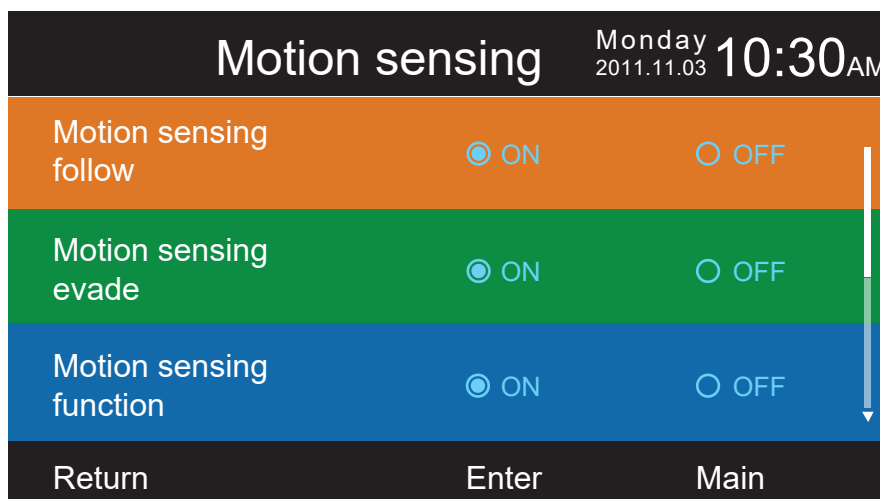 Motion sensing
Monday
2011.11.03 10:30AM
Motion sensing
follow
ON OFF
Motion sensing
evade
ON OFF
Motion sensing
function
ON OFF
Return Enter Main